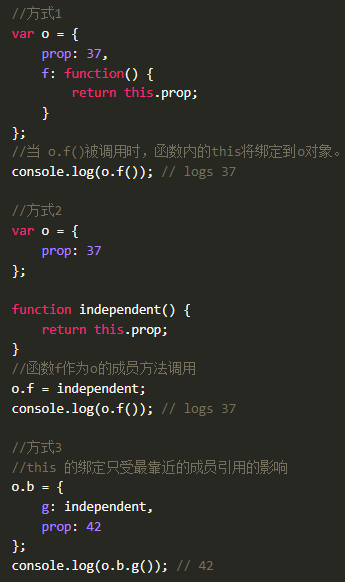 //方式1
var o = {
    prop: 37,
    f: function() {
        return this.prop;
    }
};
//当 o.f()被调用时，函数内的this将绑定到o对象。
console.log(o.f()); // logs 37

//方式2
var o = {
    prop: 37
};

function independent() {
    return this.prop;
}
//函数f作为o的成员方法调用
o.f = independent;
console.log(o.f()); // logs 37

//方式3
//this 的绑定只受最靠近的成员引用的影响
o.b = {
    g: independent,
    prop: 42
};
console.log(o.b.g()); // 42